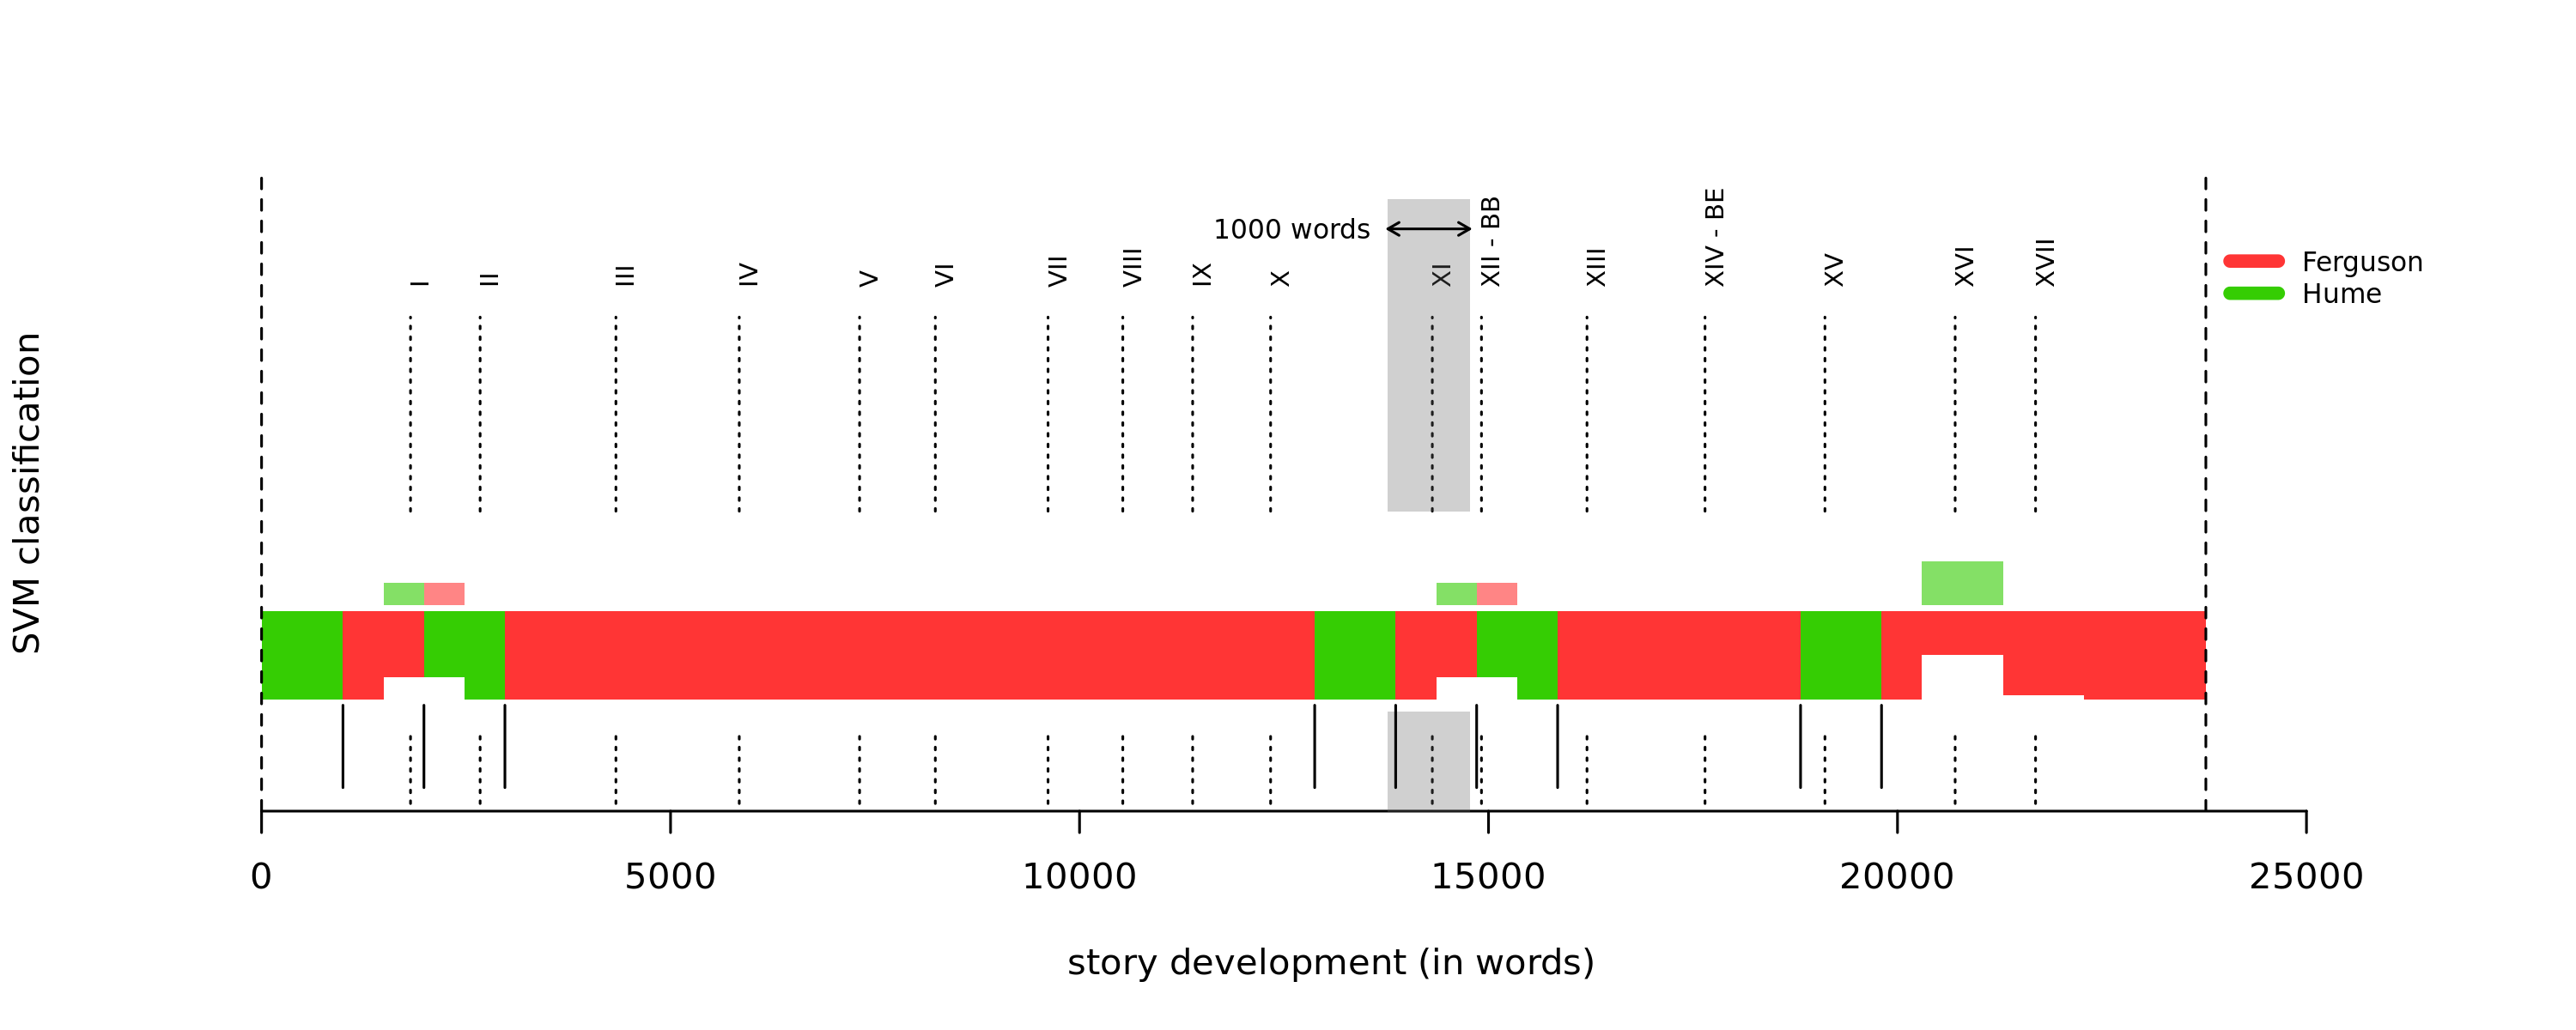 SVM classification
1000 words
I
II
III
IV
V
VI
VII
VIII
IX
X
XI
XII - BB
XIII
XIV - BE
XV
XVI
XVII
Ferguson
Hume
0
5000
10000
15000
20000
25000
story development (in words)